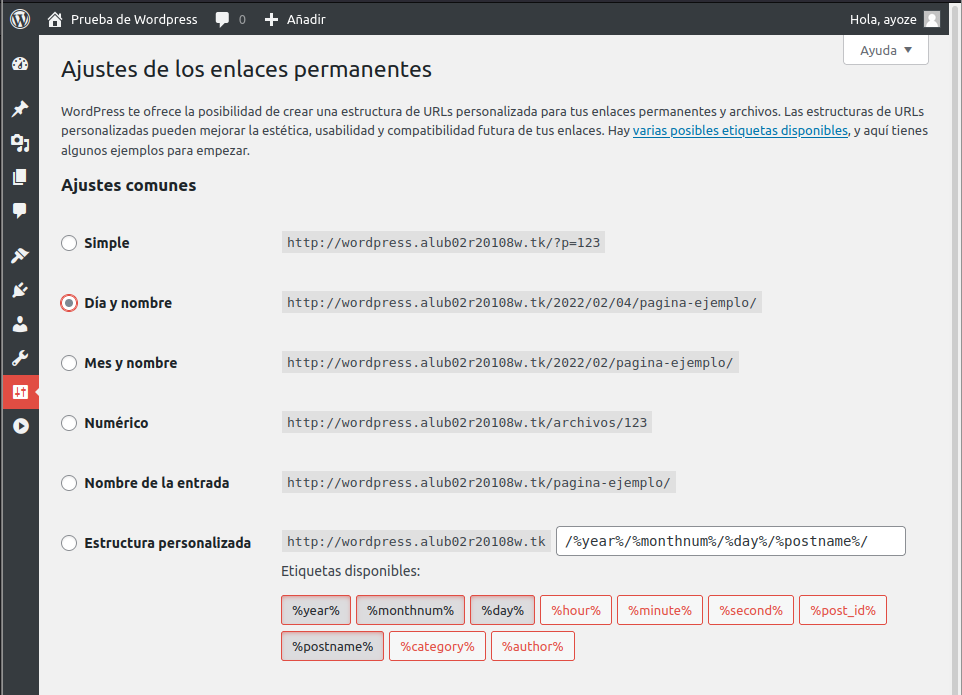 Prueba de Wordpress 0 Añadir Hola, ayoze
Ayuda
Ajustes de los enlaces permanentes
WordPress te ofrece la posibilidad de crear una estructura de URLs personalizada para tus enlaces permanentes y archivos. Las estructuras de URLs
personalizadas pueden mejorar la estética, usabilidad y compatibilidad futura de tus enlaces. Hay varias posibles etiquetas disponibles, y aquí tienes
algunos ejemplos para empezar.
Ajustes comunes
Simple http://wordpress.alub02r20108w.tk/?p=123
Día y nombre http://wordpress.alub02r20108w.tk/2022/02/04/pagina-ejemplo/
Mes y nombre http://wordpress.alub02r20108w.tk/2022/02/pagina-ejemplo/
Numérico http://wordpress.alub02r20108w.tk/archivos/123
Nombre de la entrada http://wordpress.alub02r20108w.tk/pagina-ejemplo/
Estructura personalizada http://wordpress.alub02r20108w.tk /%year%/%monthnum%/%day%/%postname%/
Etiquetas disponibles:
%year% %monthnum% %day% %hour% %minute% %second% %post_id%
%postname% %category% %author%